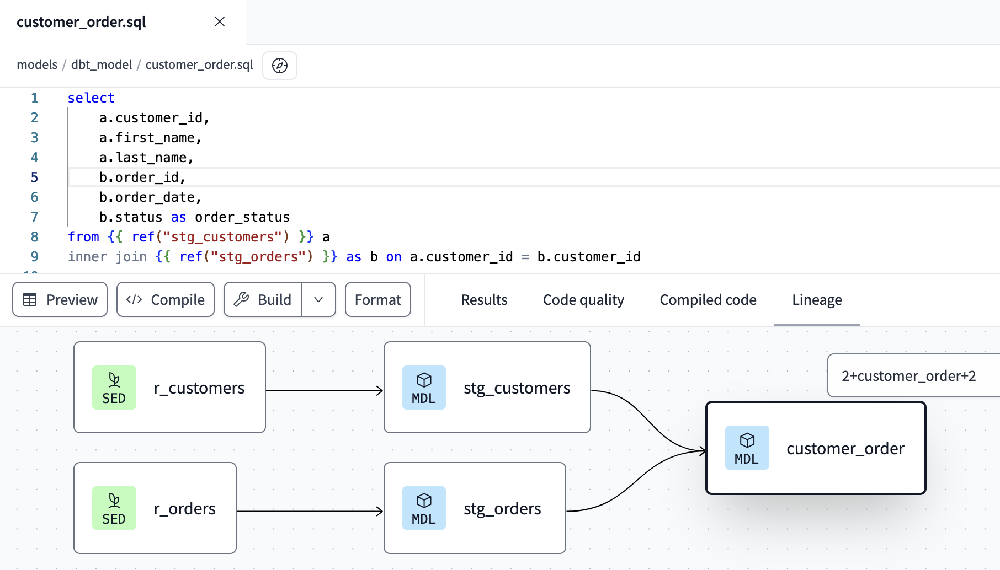 customer_order.sql
models / dbt_model / customer_order.sql
1 select
2 a.customer_id,
3 a.first_name,
4 a.last_name,
5 b.order_id,
6 b.order_date,
7 b.status as order_status
8 from {{ ref("stg_customers") }} a
9 inner join {{ ref("stg_orders") }} as b on a.customer_id = b.customer_id
Preview </> Compile Build Format Results Code quality Compiled code Lineage
2+customer_order+2
SED r_customers
MDL stg_customers
MDL customer_order
SED r_orders
MDL stg_orders